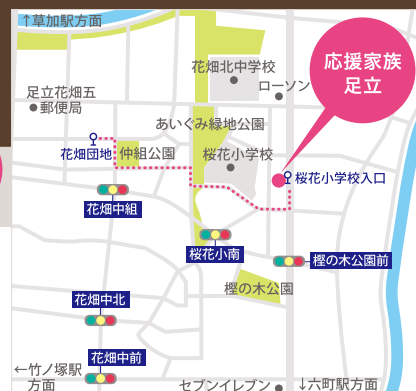 ↑草加駅方面
花畑北中学校
応援家族
足立
ローソン
足立花畑五
郵便局
あいぐみ緑地公園
花畑団地
仲組公園
桜花小学校
桜花小学校入口
花畑中組
桜花小南
樫の木公園前
樫の木公園
花畑中北
花畑中前
←竹ノ塚駅
方面
セブンイレブン
↓六町駅方面